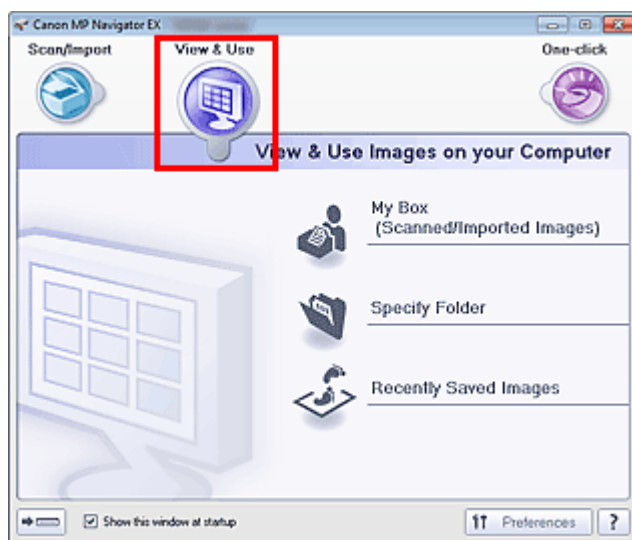 Canon MP Navigator EX
Scan/Import
View & Use
One-click
View & Use Images on your Computer
My Box
(Scanned/Imported Images)
Specify Folder
Recently Saved Images
Show this window at startup
Preferences
?